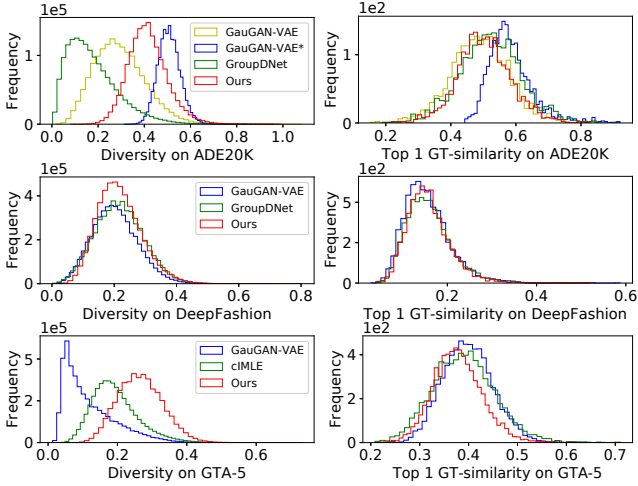 1e5
Frequency
1
0
0.0 0.2 0.4 0.6 0.8 1.0
Diversity on ADE20K
GauGAN-VAE
GauGAN-VAE*
GroupDNet
Ours
1e2
Frequency
1
0
0.2 0.4 0.6 0.8
Top 1 GT-similarity on ADE20K
1e5
Frequency
4
2
0
0.0 0.2 0.4 0.6 0.8
Diversity on DeepFashion
GauGAN-VAE
GroupDNet
Ours
1e2
Frequency
5
2
0
0.2 0.4 0.6
Top 1 GT-similarity on DeepFashion
1e5
Frequency
5
2
0
0.0 0.2 0.4 0.6
Diversity on GTA-5
GauGAN-VAE
cIMLE
Ours
1e2
Frequency
4
2
0
0.2 0.3 0.4 0.5 0.6 0.7
Top 1 GT-similarity on GTA-5